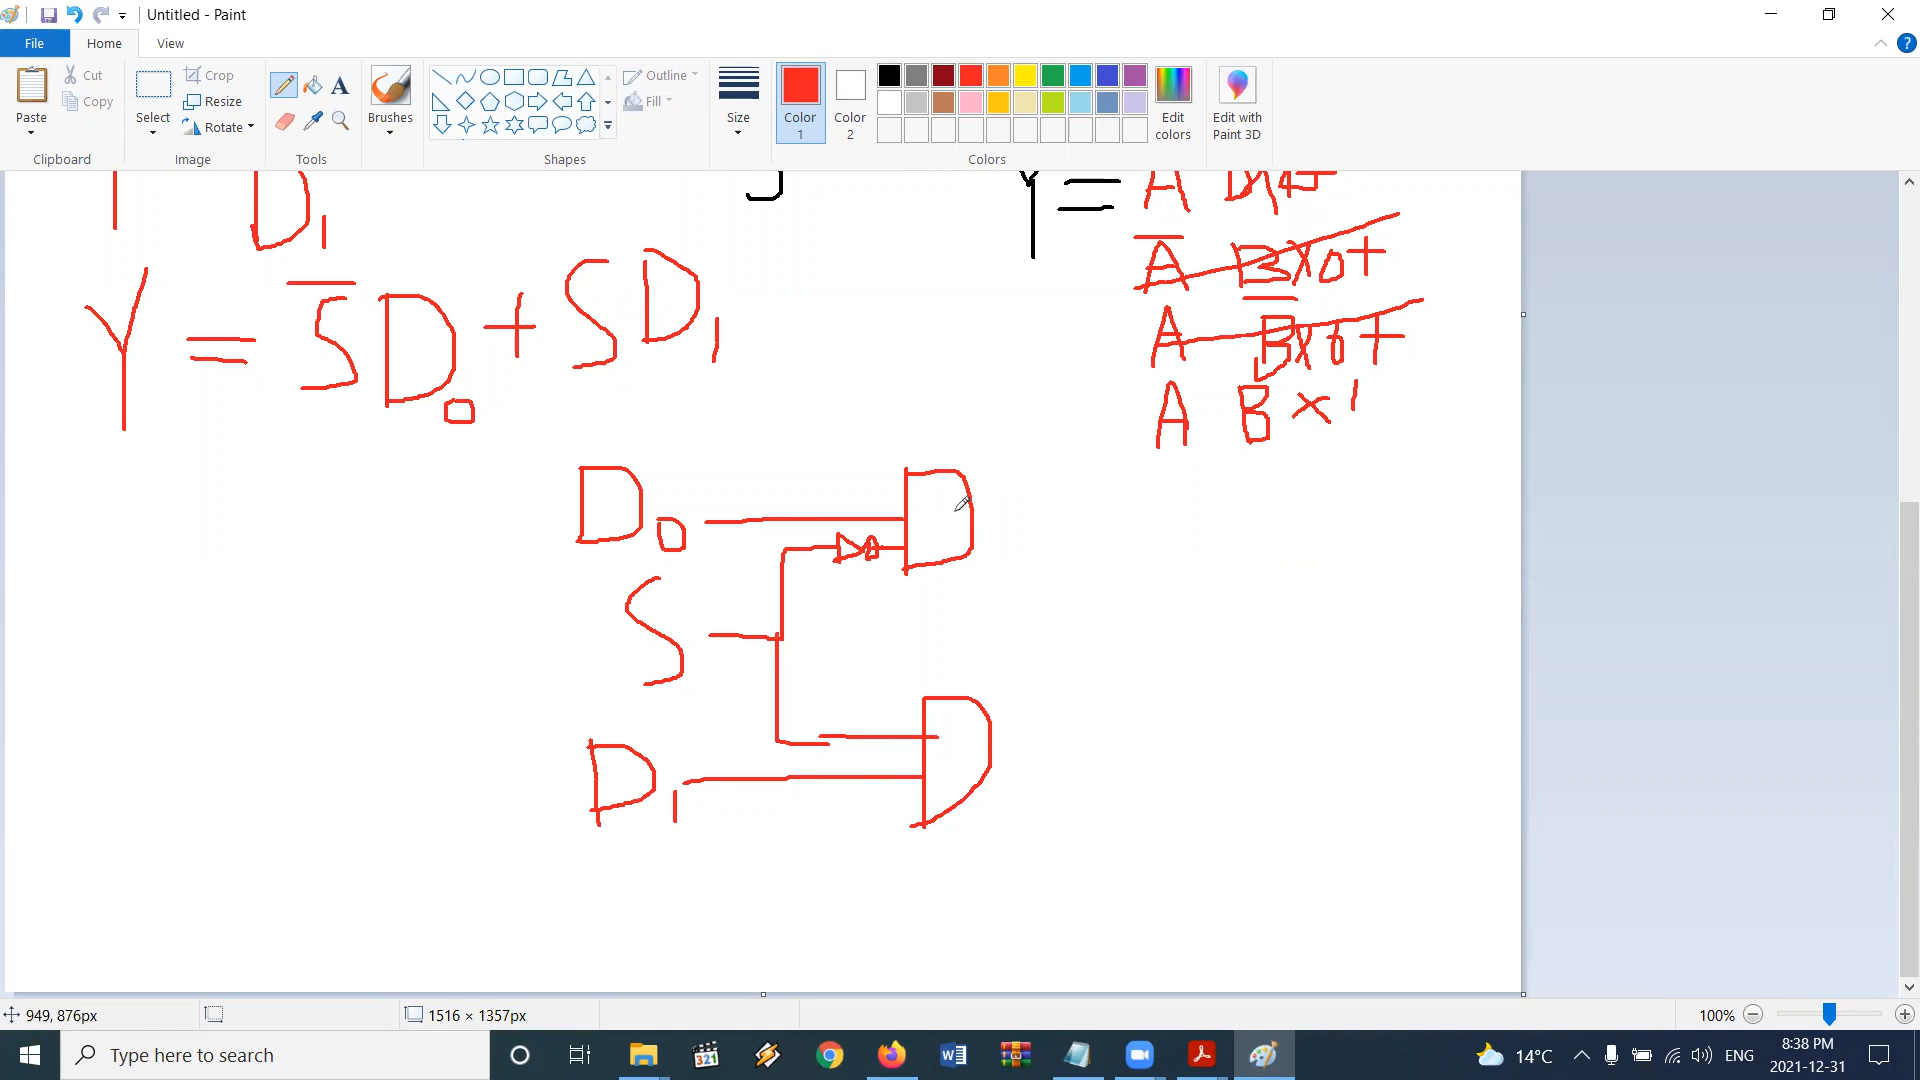 Untitled - Paint
File
Home
View
Paste
Cut
Copy
Clipboard
Select
Crop
Resize
Rotate
Image
Tools
Brushes
Outline
Fill
Shapes
Size
Color
1
Color
2
Edit
colors
Edit with
Paint 3D
Colors
D1
Y =
Ā B×0+
A B̄×0+
A B×1
Y = S̄D0 + SD1
D0
S
D1
949, 876px
1516 × 1357px
100%
Type here to search
321
14°C
ENG
8:38 PM
2021-12-31